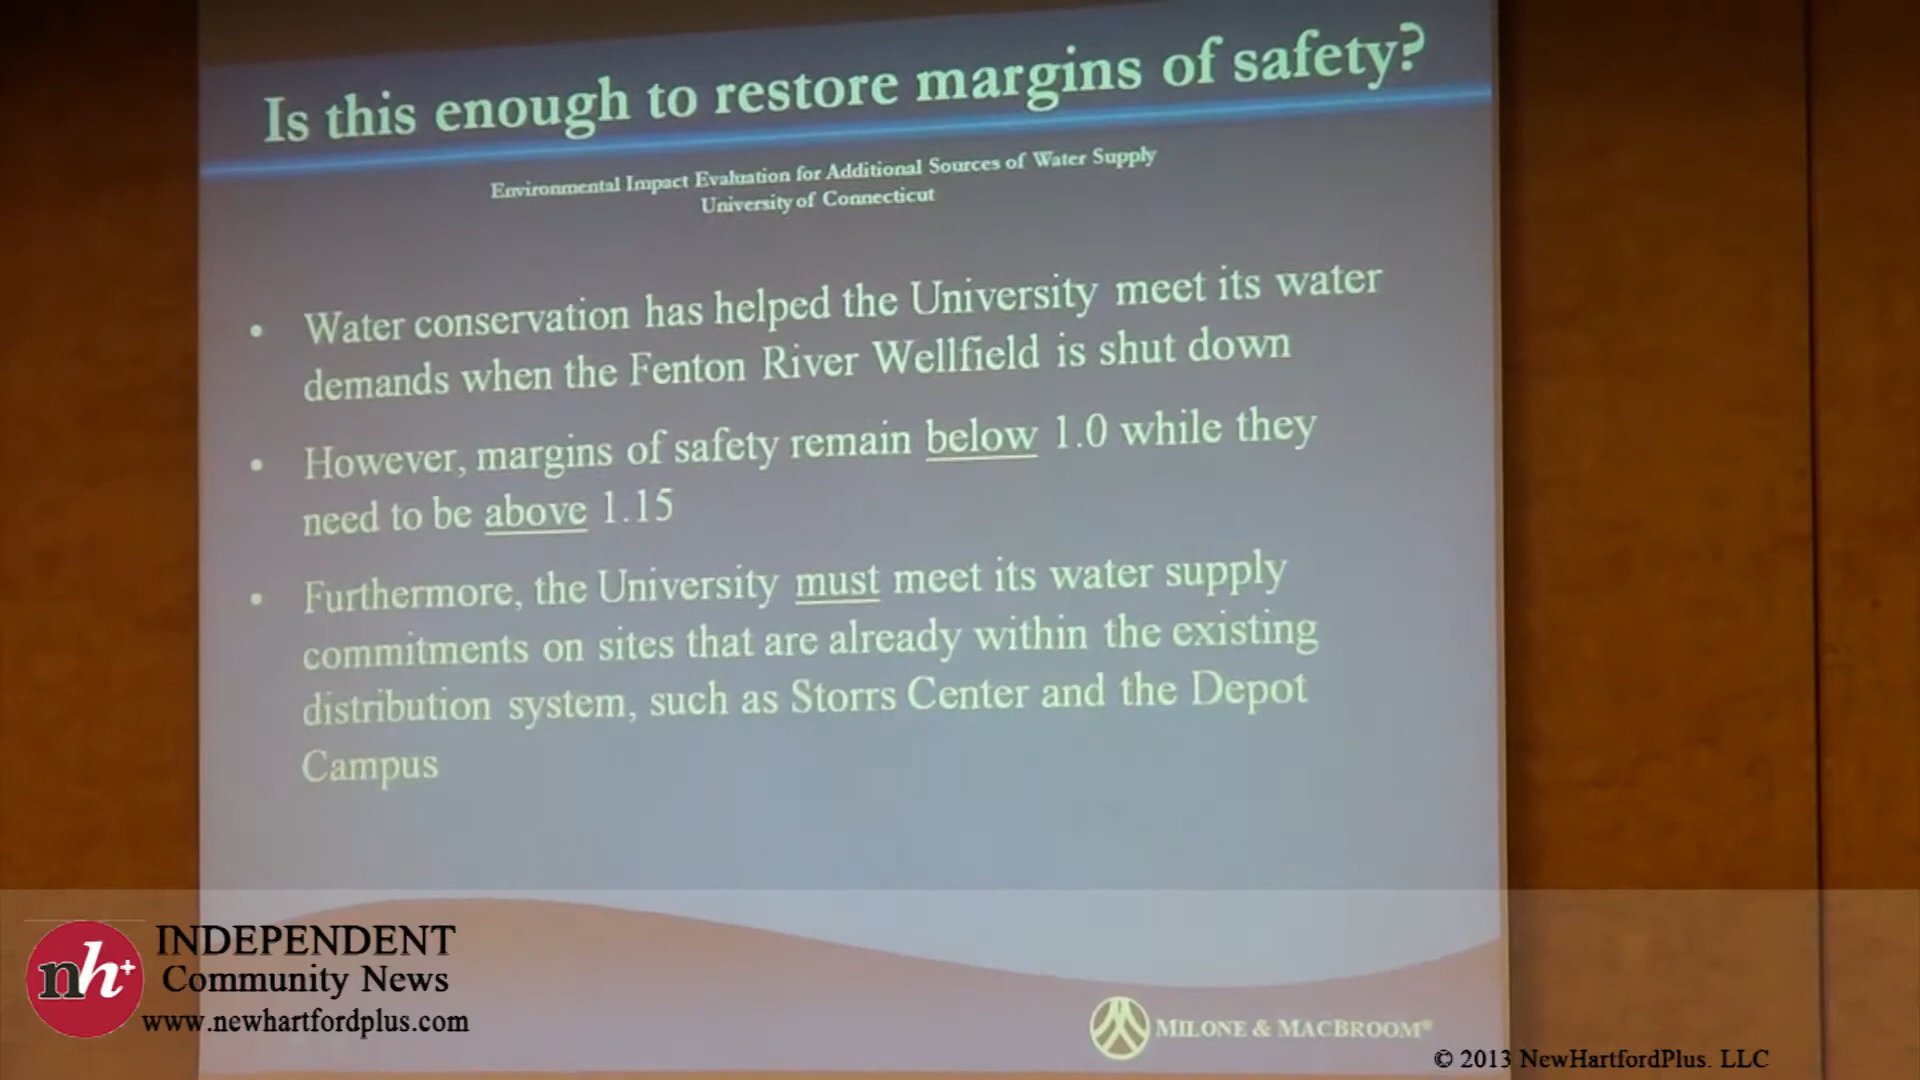 Is this enough to restore margins of safety?
Environmental Impact Evaluation for Additional Sources of Water Supply
University of Connecticut
• Water conservation has helped the University meet its water
demands when the Fenton River Wellfield is shut down
• However, margins of safety remain below 1.0 while they
need to be above 1.15
• Furthermore, the University must meet its water supply
commitments on sites that are already within the existing
distribution system, such as Storrs Center and the Depot
Campus
nh+
INDEPENDENT
Community News
www.newhartfordplus.com
MILONE & MACBROOM®
© 2013 NewHartfordPlus. LLC